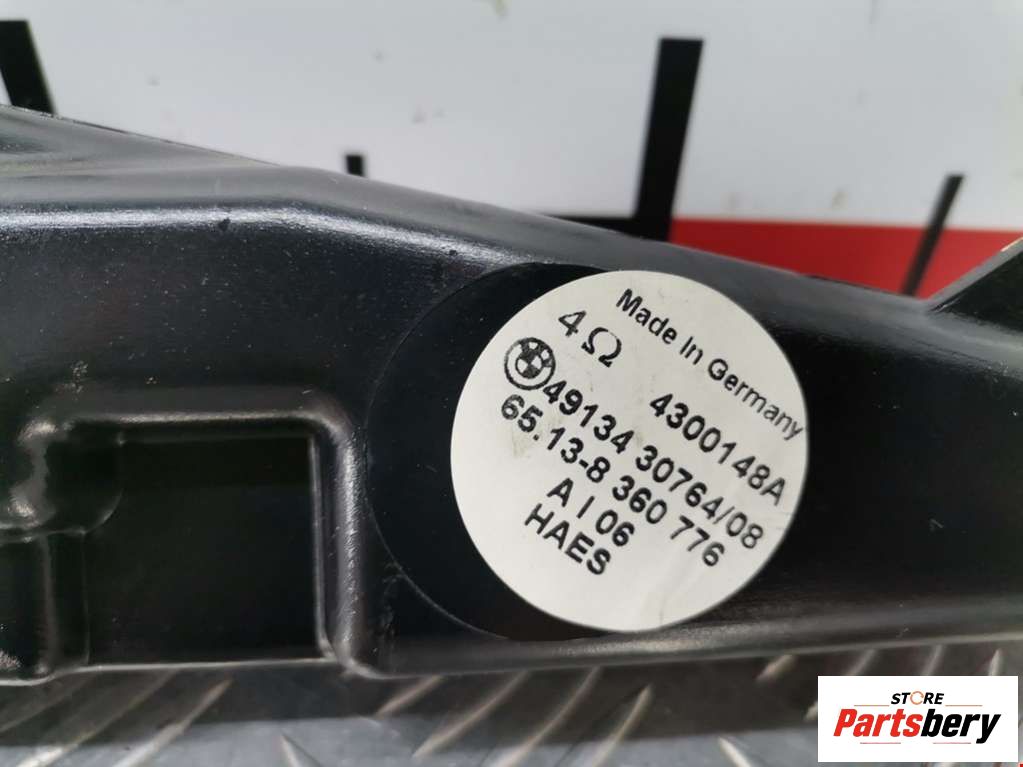 Made In Germany
4Ω 4300148A
49134 30764/08
65.13-8 360 776
A I 06
HAES
STORE
Partsbery